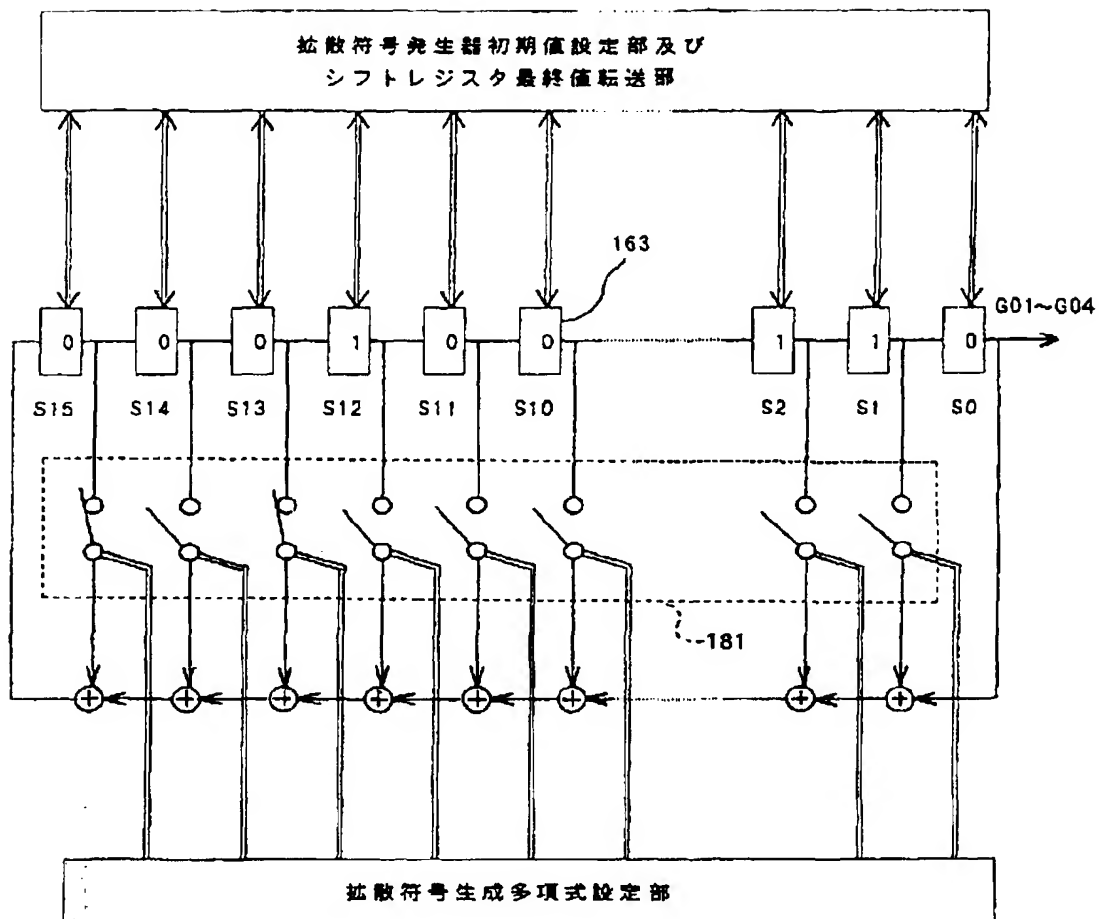 拡散符号発生器初期値設定部及び
シフトレジスタ最終値転送部
163
G01~G04
0 0 0 1 0 0 1 1 0
S15 S14 S13 S12 S11 S10 S2 S1 S0
181
拡散符号生成多項式設定部